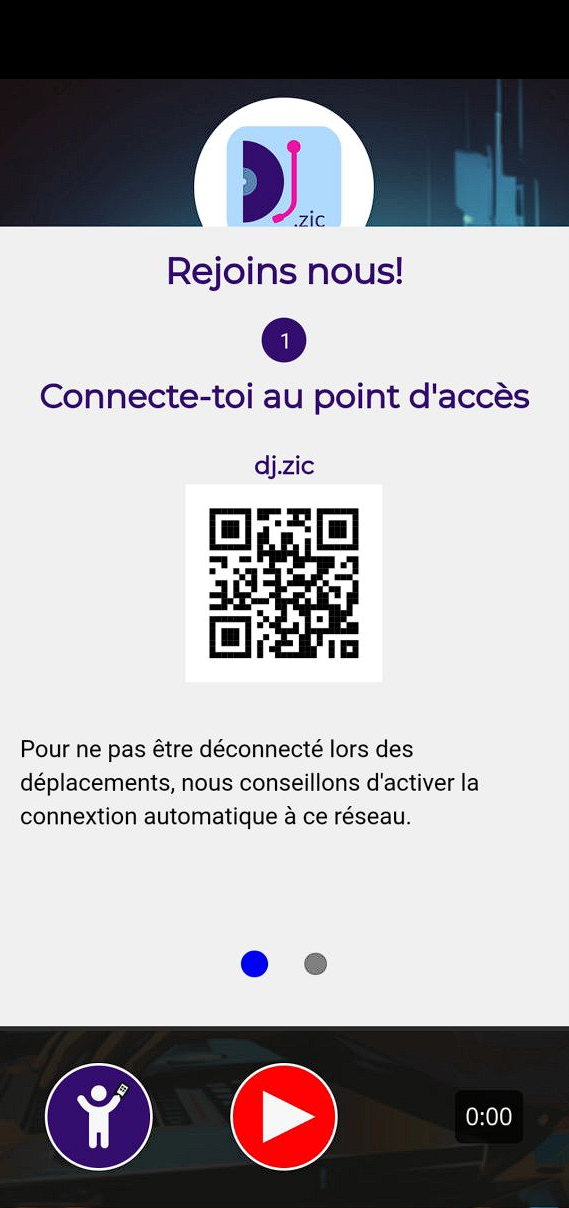 .zic
Rejoins nous!
1
Connecte-toi au point d'accès
dj.zic
Pour ne pas être déconnecté lors des
déplacements, nous conseillons d'activer la
connextion automatique à ce réseau.
0:00